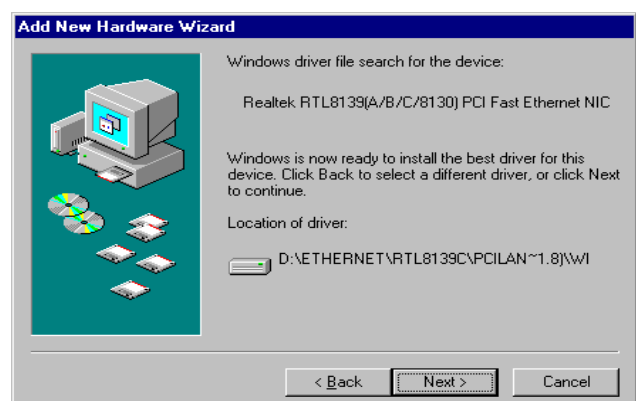 Add New Hardware Wizard
Windows driver file search for the device:
Realtek RTL8139(A/B/C/8130) PCI Fast Ethernet NIC
Windows is now ready to install the best driver for this
device. Click Back to select a different driver, or click Next
to continue.
Location of driver:
D:\ETHERNET\RTL8139C\PCILAN~1.8)\WI
< Back
Next >
Cancel